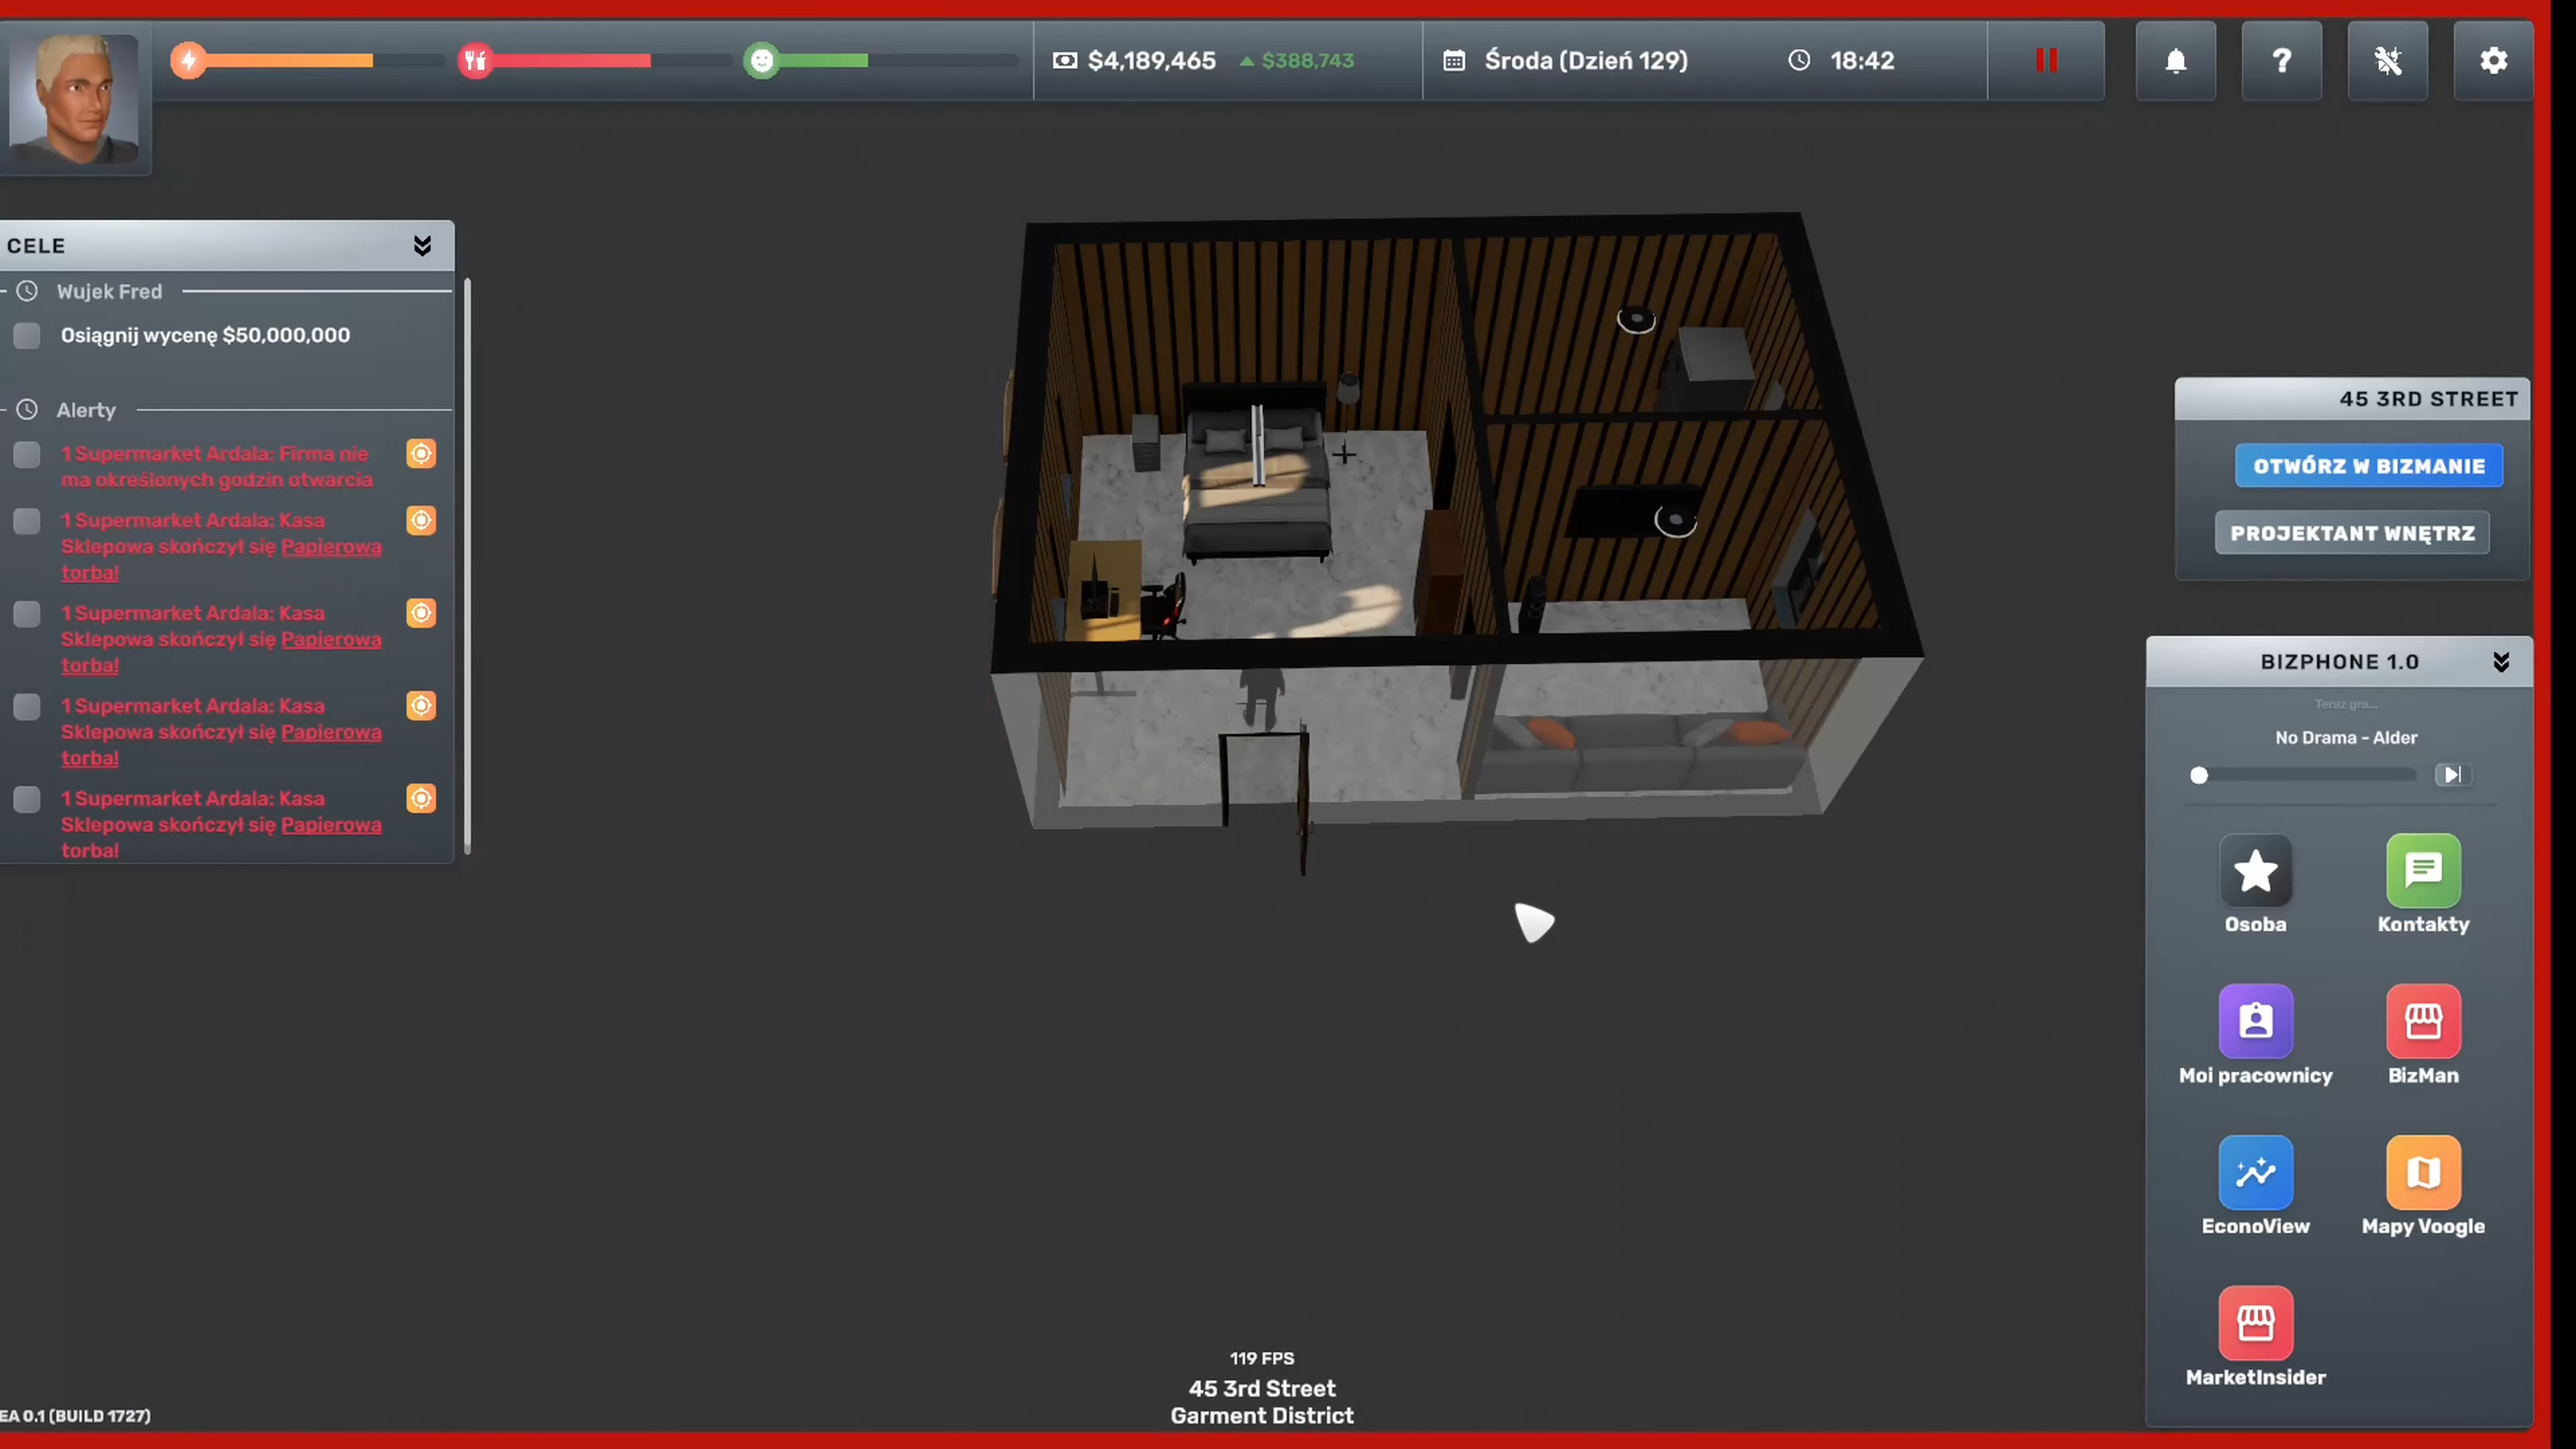 $4,189,465 $388,743 Środa (Dzień 129) 18:42 ?
CELE
Wujek Fred
Osiągnij wycenę $50,000,000
Alerty
1 Supermarket Ardala: Firma nie
ma określonych godzin otwarcia
1 Supermarket Ardala: Kasa
Sklepowa skończył się Papierowa
torba!
1 Supermarket Ardala: Kasa
Sklepowa skończył się Papierowa
torba!
1 Supermarket Ardala: Kasa
Sklepowa skończył się Papierowa
torba!
1 Supermarket Ardala: Kasa
Sklepowa skończył się Papierowa
torba!
45 3RD STREET
OTWÓRZ W BIZMANIE
PROJEKTANT WNĘTRZ
BIZPHONE 1.0
Teraz gra...
No Drama - Alder
Osoba Kontakty
Moi pracownicy BizMan
EconoView Mapy Voogle
MarketInsider
119 FPS
45 3rd Street
Garment District
EA 0.1 (BUILD 1727)